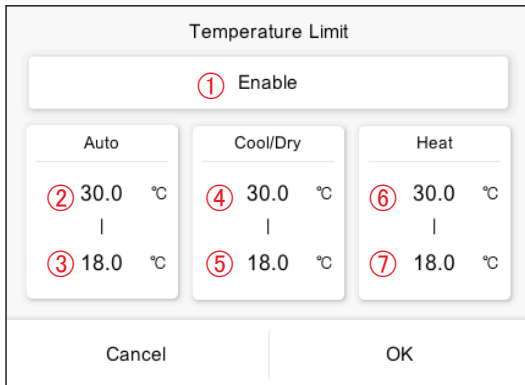 Temperature Limit
① Enable
Auto
② 30.0 ℃
|
③ 18.0 ℃
Cool/Dry
④ 30.0 ℃
|
⑤ 18.0 ℃
Heat
⑥ 30.0 ℃
|
⑦ 18.0 ℃
Cancel
OK